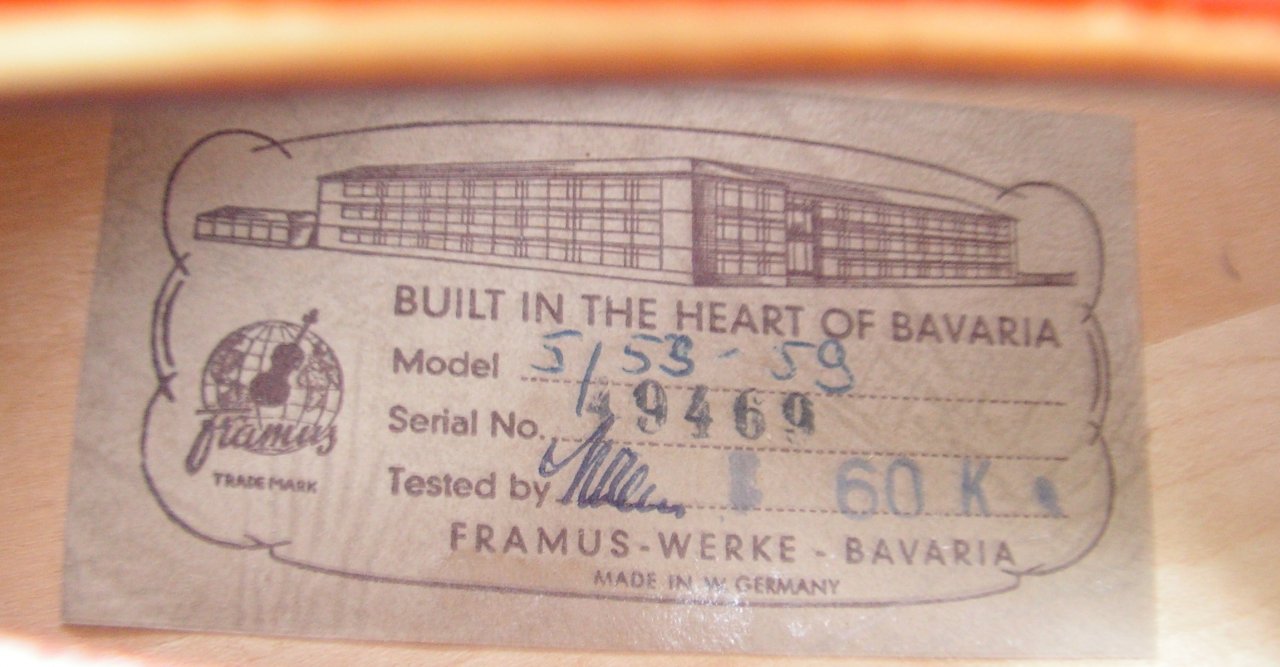 BUILT IN THE HEART OF BAVARIA
Model 5/53-59
Serial No. 49469
Tested by 60 K
framus
TRADE MARK
FRAMUS-WERKE - BAVARIA
MADE IN W. GERMANY